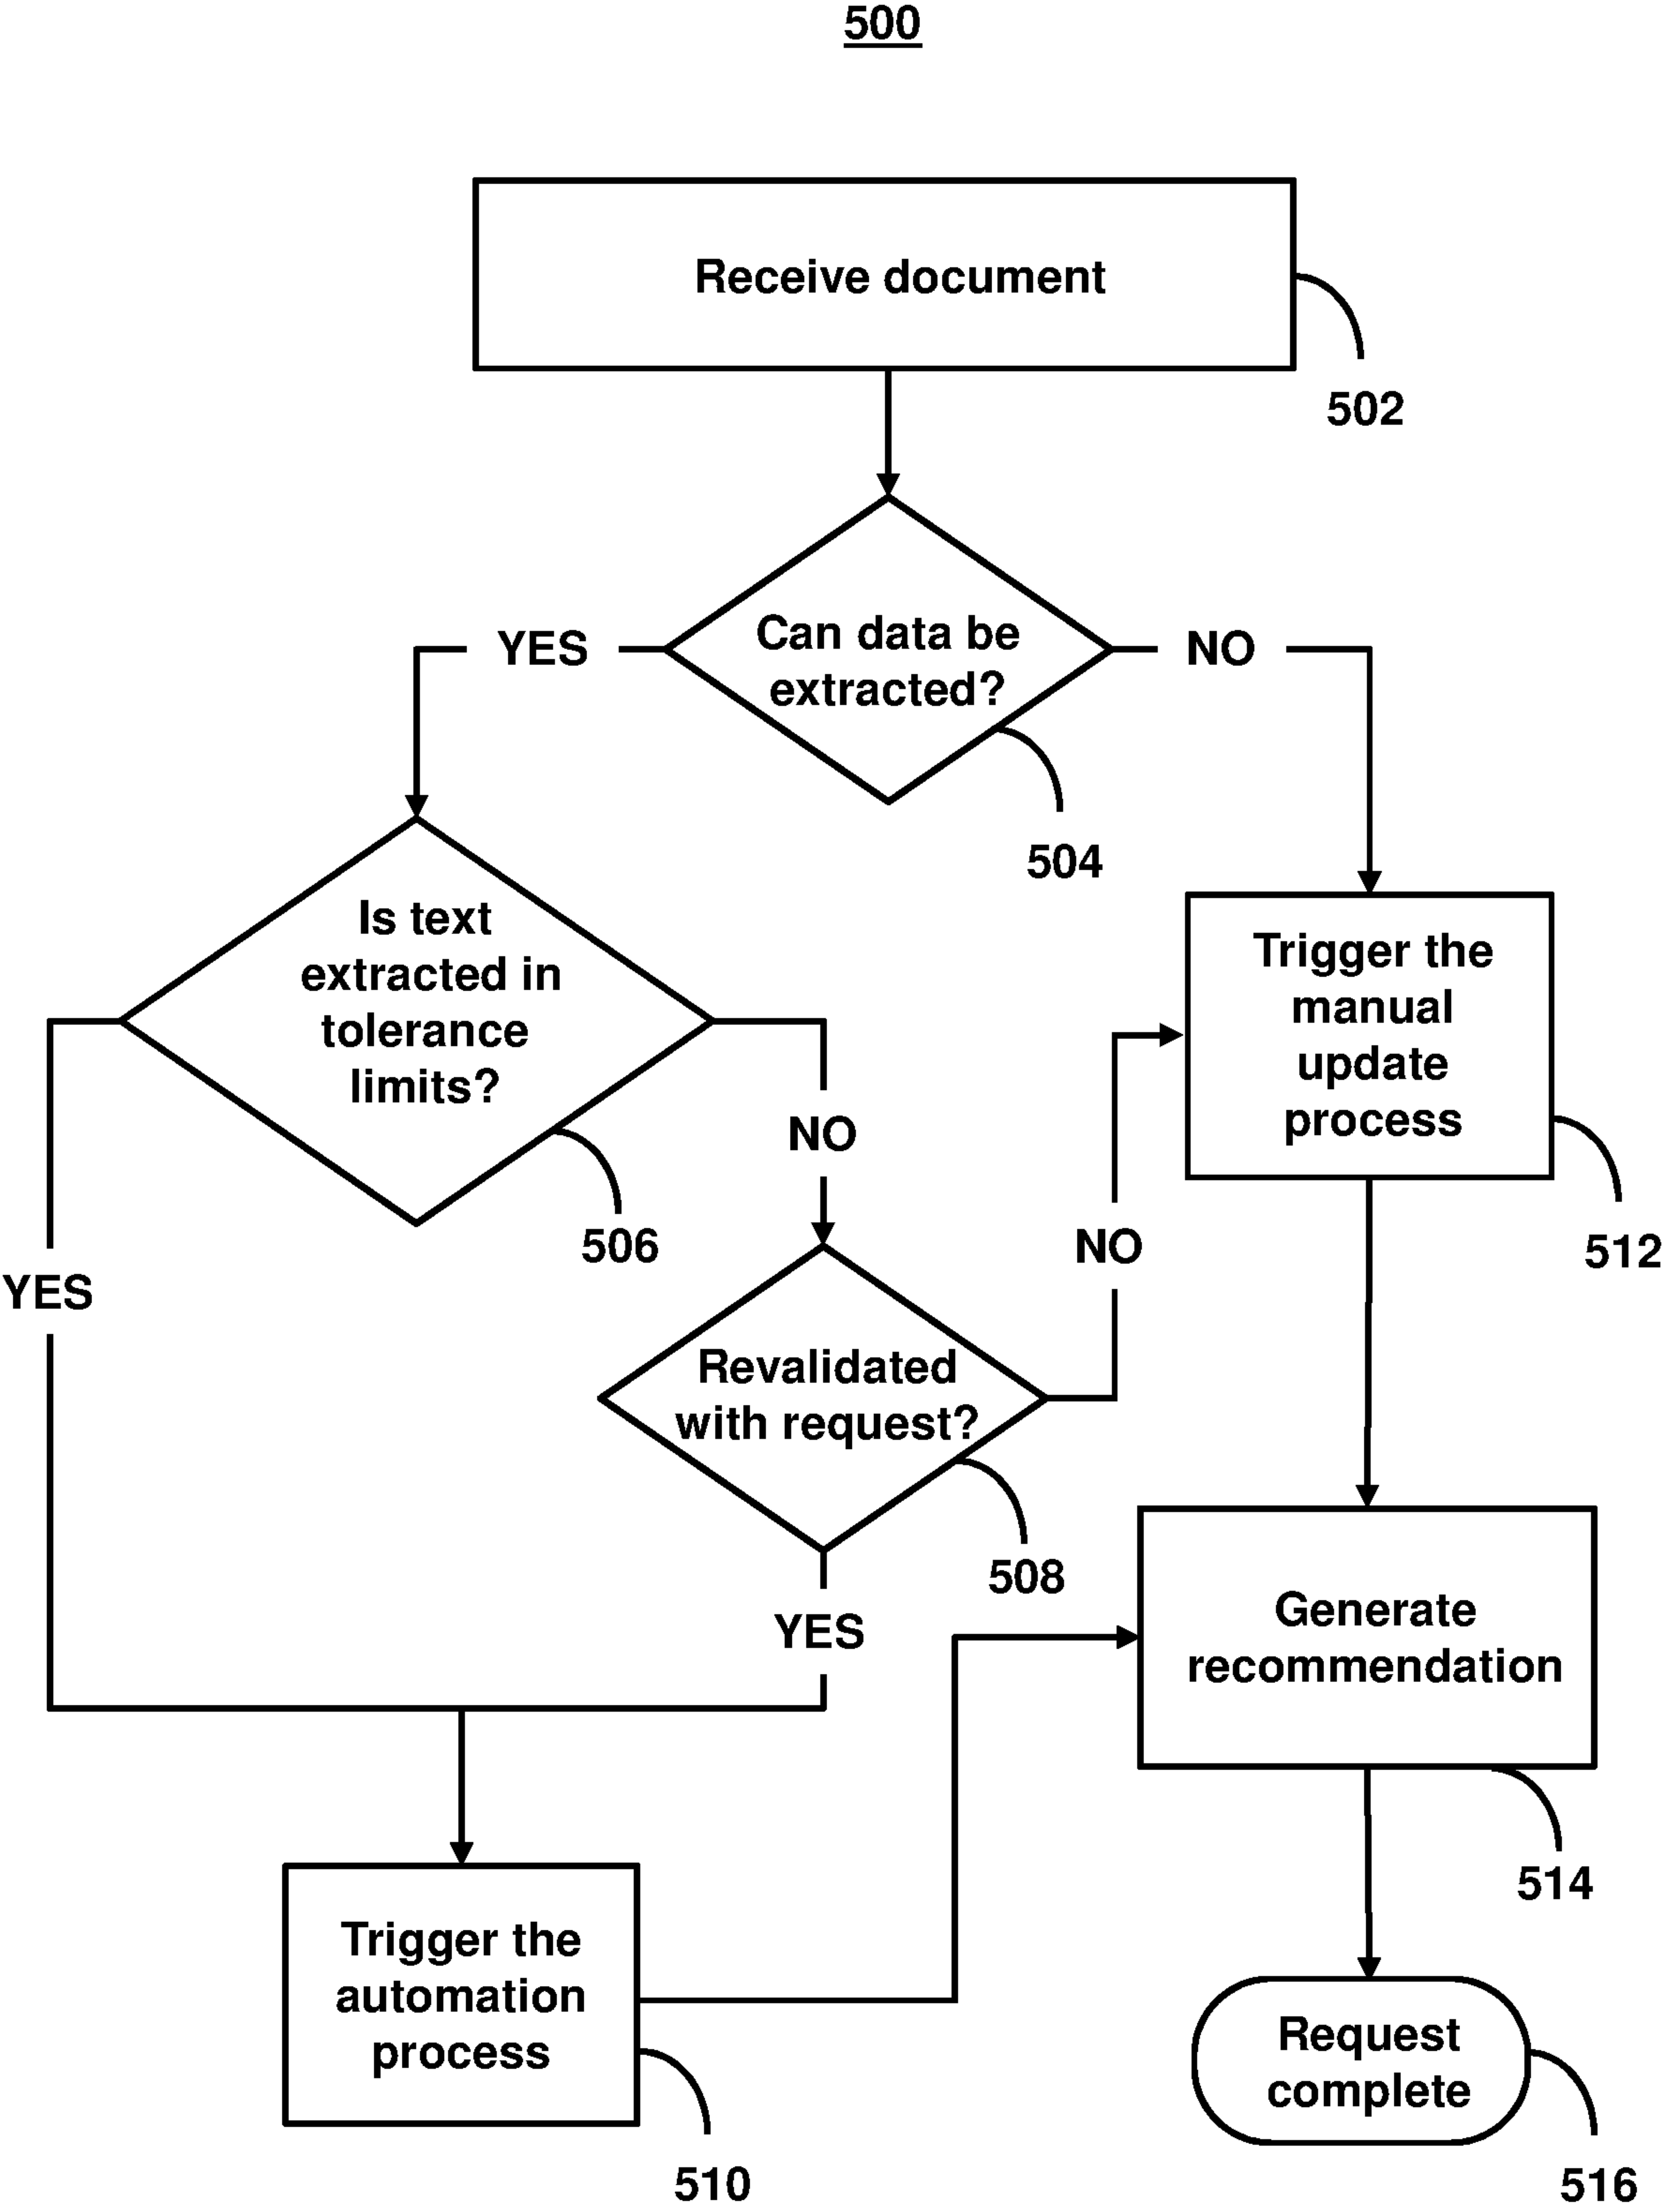 500
Receive document
502
YES
Can data be
extracted?
NO
504
Is text
extracted in
tolerance
limits?
506
YES
NO
Trigger the
manual
update
process
512
NO
Revalidated
with request?
508
YES
Generate
recommendation
514
Trigger the
automation
process
510
Request
complete
516